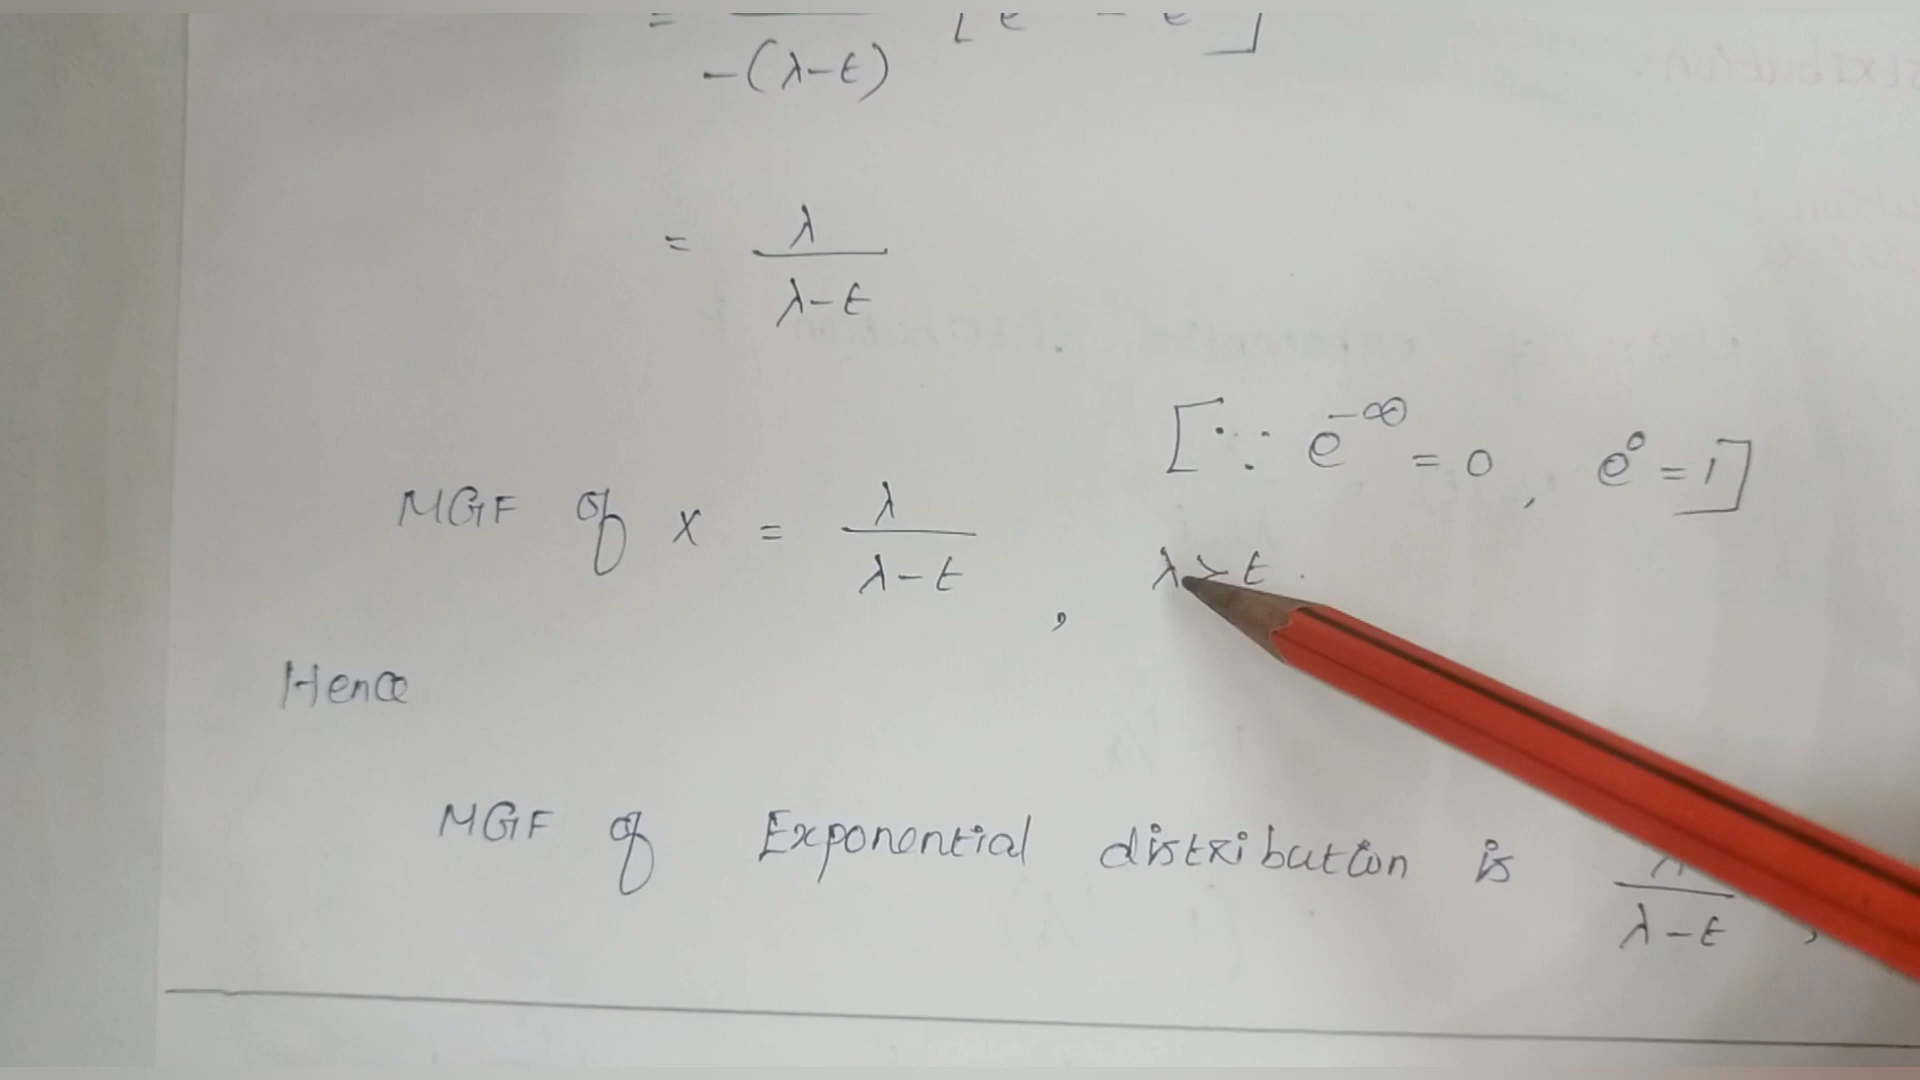 = -(λ-t) [e - e]
= λ / λ-t
[∵ e^-∞ = 0, e^0 = 1]
MGF of X = λ / λ-t , λ > t.
Hence
MGF of Exponential distribution is λ / λ-t ,